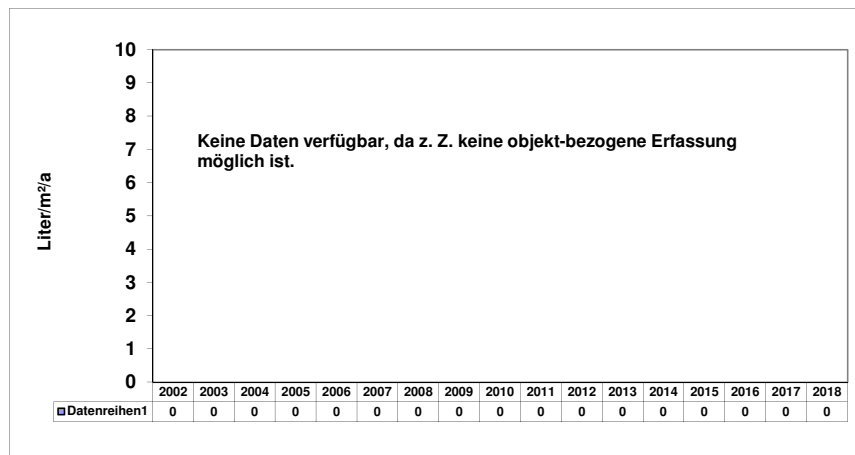 10
9
8
7
6
5
4
3
2
1
0
Liter/m²/a
Keine Daten verfügbar, da z. Z. keine objekt-bezogene Erfassung
möglich ist.
2002 2003 2004 2005 2006 2007 2008 2009 2010 2011 2012 2013 2014 2015 2016 2017 2018
Datenreihen1 0 0 0 0 0 0 0 0 0 0 0 0 0 0 0 0 0